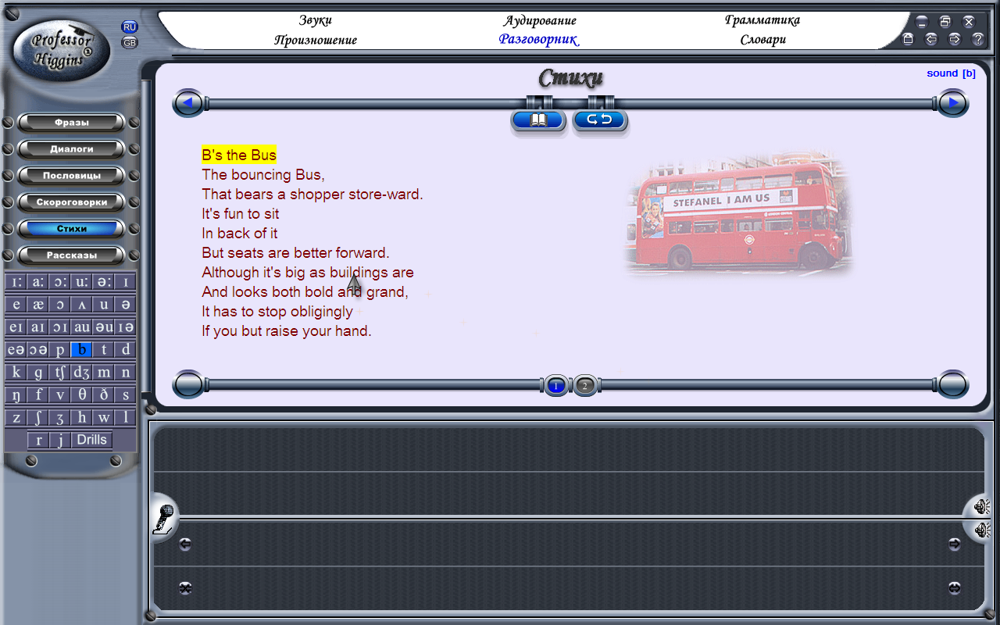 Professor
Higgins
RU
GB
Звуки
Произношение
Аудирование
Разговорник
Грамматика
Словари
?
Стихи
sound [b]
Фразы
Диалоги
Пословицы
Скороговорки
Стихи
Рассказы
ɪː aː ɔː uː əː ɪ
e æ ɔ ʌ u ə
eɪ aɪ ɔɪ au əu ɪə
eə ɔə p b t d
k g tʃ dʒ m n
ŋ f v θ ð s
z ʃ ʒ h w l
r j Drills
B's the Bus
The bouncing Bus,
That bears a shopper store-ward.
It's fun to sit
In back of it
But seats are better forward.
Although it's big as buildings are
And looks both bold and grand,
It has to stop obligingly
If you but raise your hand.
STEFANEL I AM US
1 2